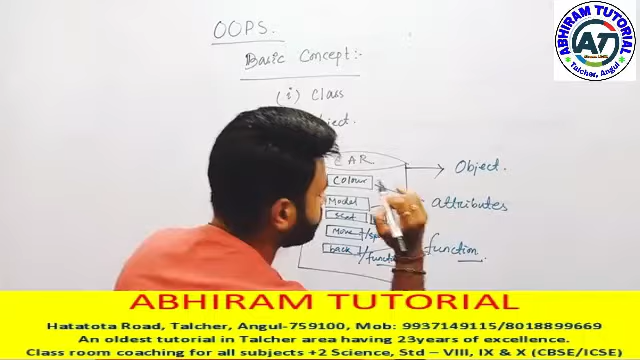 OOPS.
Basic Concept:-
(i) Class
CAR
Colour
Object.
Model
attributes
seat
move
back
function.
ABHIRAM TUTORIAL
AT
Talcher, Angul
ABHIRAM TUTORIAL
Hatatota Road, Talcher, Angul-759100, Mob: 9937149115/8018899669
An oldest tutorial in Talcher area having 23years of excellence.
Class room coaching for all subjects +2 Science, Std – VIII, IX & X (CBSE/ICSE)